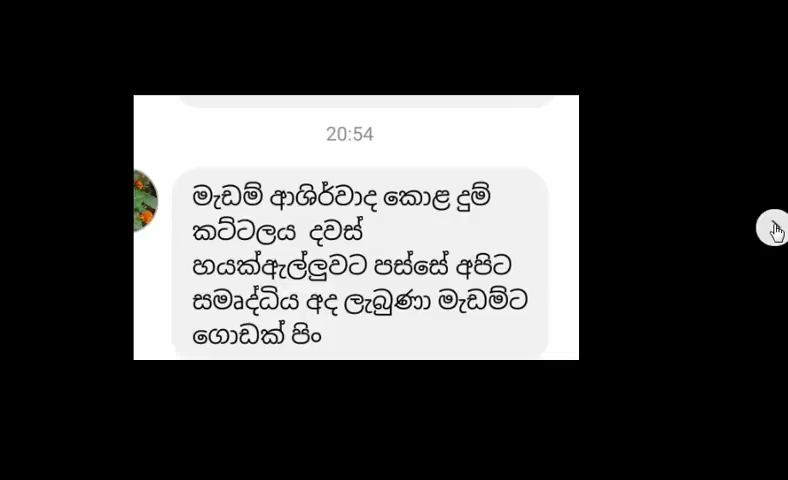 20:54
මැඩම් ආශිර්වාද කොළ දුම්
කට්ටලය දවස්
හයක්ඇල්ලුවට පස්සේ අපිට
සමෘද්ධිය අද ලැබුණා මැඩම්ට
ගොඩක් පිං